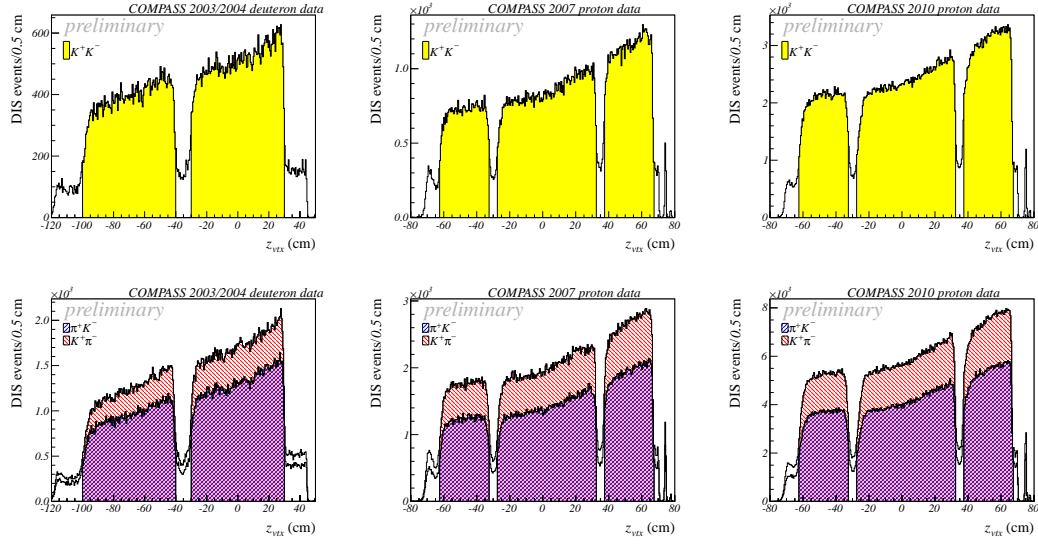 COMPASS 2003/2004 deuteron data
preliminary
K⁺K⁻
DIS events/0.5 cm
600
400
200
0
-120 -100 -80 -60 -40 -20 0 20 40
z_vtx (cm)
COMPASS 2007 proton data
×10³
preliminary
K⁺K⁻
DIS events/0.5 cm
1.0
0.5
0.0
-80 -60 -40 -20 0 20 40 60 80
z_vtx (cm)
COMPASS 2010 proton data
×10³
preliminary
K⁺K⁻
DIS events/0.5 cm
3
2
1
0
-80 -60 -40 -20 0 20 40 60 80
z_vtx (cm)
COMPASS 2003/2004 deuteron data
×10³
preliminary
π⁺K⁻
K⁺π⁻
DIS events/0.5 cm
2.0
1.5
1.0
0.5
0.0
-120 -100 -80 -60 -40 -20 0 20 40
z_vtx (cm)
COMPASS 2007 proton data
×10³
preliminary
π⁺K⁻
K⁺π⁻
DIS events/0.5 cm
3
2
1
0
-80 -60 -40 -20 0 20 40 60 80
z_vtx (cm)
COMPASS 2010 proton data
×10³
preliminary
π⁺K⁻
K⁺π⁻
DIS events/0.5 cm
8
6
4
2
0
-80 -60 -40 -20 0 20 40 60 80
z_vtx (cm)